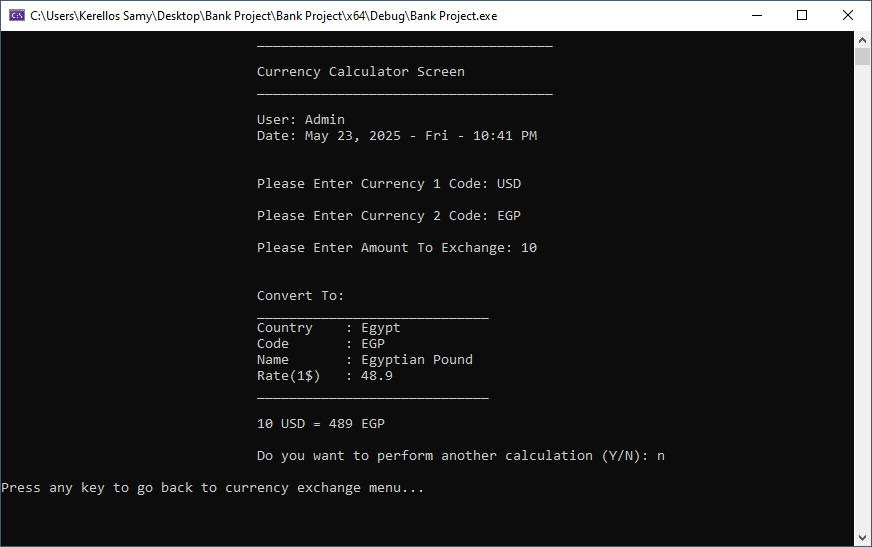 C:\Users\Kerellos Samy\Desktop\Bank Project\Bank Project\x64\Debug\Bank Project.exe
_____________________________________
Currency Calculator Screen
_____________________________________
User: Admin
Date: May 23, 2025 - Fri - 10:41 PM
Please Enter Currency 1 Code: USD
Please Enter Currency 2 Code: EGP
Please Enter Amount To Exchange: 10
Convert To:
_____________________________
Country    : Egypt
Code       : EGP
Name       : Egyptian Pound
Rate(1$)   : 48.9
_____________________________
10 USD = 489 EGP
Do you want to perform another calculation (Y/N): n
Press any key to go back to currency exchange menu...